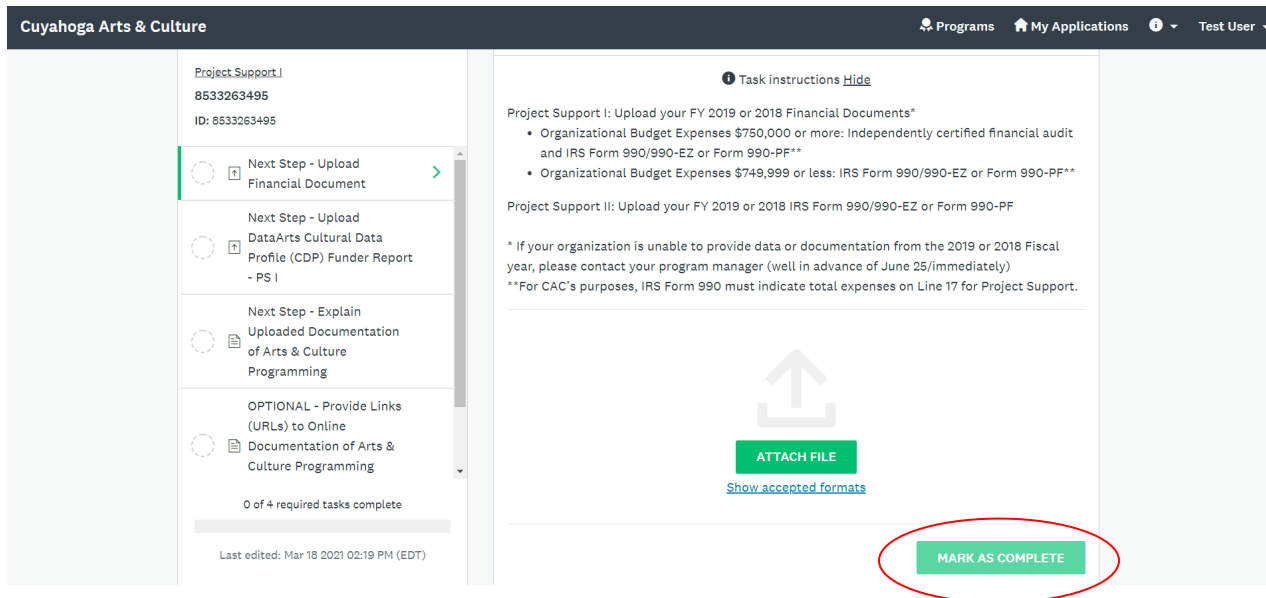 Cuyahoga Arts & Culture
Programs
My Applications
Test User
Project Support I
8533263495
ID: 8533263495
Next Step - Upload
Financial Document
Next Step - Upload
DataArts Cultural Data
Profile (CDP) Funder Report
- PS I
Next Step - Explain
Uploaded Documentation
of Arts & Culture
Programming
OPTIONAL - Provide Links
(URLs) to Online
Documentation of Arts &
Culture Programming
0 of 4 required tasks complete
Last edited: Mar 18 2021 02:19 PM (EDT)
Task instructions Hide
Project Support I: Upload your FY 2019 or 2018 Financial Documents*
• Organizational Budget Expenses $750,000 or more: Independently certified financial audit
and IRS Form 990/990-EZ or Form 990-PF**
• Organizational Budget Expenses $749,999 or less: IRS Form 990/990-EZ or Form 990-PF**
Project Support II: Upload your FY 2019 or 2018 IRS Form 990/990-EZ or Form 990-PF
* If your organization is unable to provide data or documentation from the 2019 or 2018 Fiscal
year, please contact your program manager (well in advance of June 25/immediately)
**For CAC's purposes, IRS Form 990 must indicate total expenses on Line 17 for Project Support.
ATTACH FILE
Show accepted formats
MARK AS COMPLETE